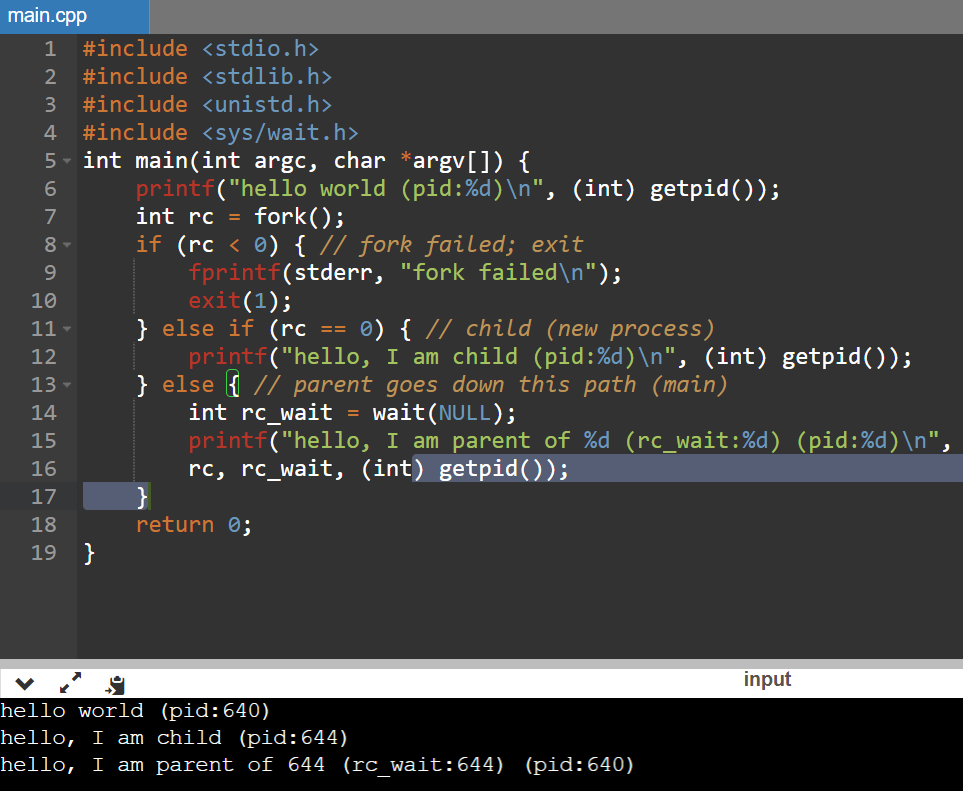 main.cpp
1 #include <stdio.h>
2 #include <stdlib.h>
3 #include <unistd.h>
4 #include <sys/wait.h>
5 int main(int argc, char *argv[]) {
6     printf("hello world (pid:%d)\n", (int) getpid());
7     int rc = fork();
8     if (rc < 0) { // fork failed; exit
9         fprintf(stderr, "fork failed\n");
10         exit(1);
11     } else if (rc == 0) { // child (new process)
12         printf("hello, I am child (pid:%d)\n", (int) getpid());
13     } else { // parent goes down this path (main)
14         int rc_wait = wait(NULL);
15         printf("hello, I am parent of %d (rc_wait:%d) (pid:%d)\n",
16         rc, rc_wait, (int) getpid());
17     }
18     return 0;
19 }
input
hello world (pid:640)
hello, I am child (pid:644)
hello, I am parent of 644 (rc_wait:644) (pid:640)